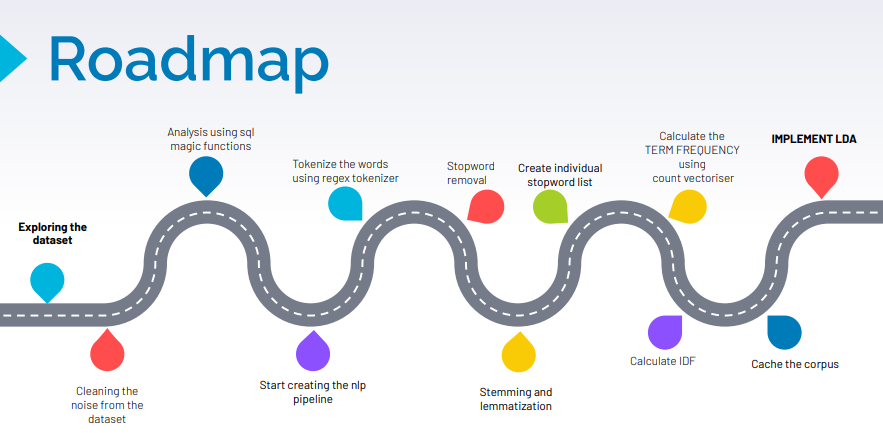 Roadmap
Exploring the
dataset
Cleaning the
noise from the
dataset
Analysis using sql
magic functions
Start creating the nlp
pipeline
Tokenize the words
using regex tokenizer
Stopword
removal
Stemming and
lemmatization
Create individual
stopword list
Calculate the
TERM FREQUENCY
using
count vectoriser
Calculate IDF
Cache the corpus
IMPLEMENT LDA